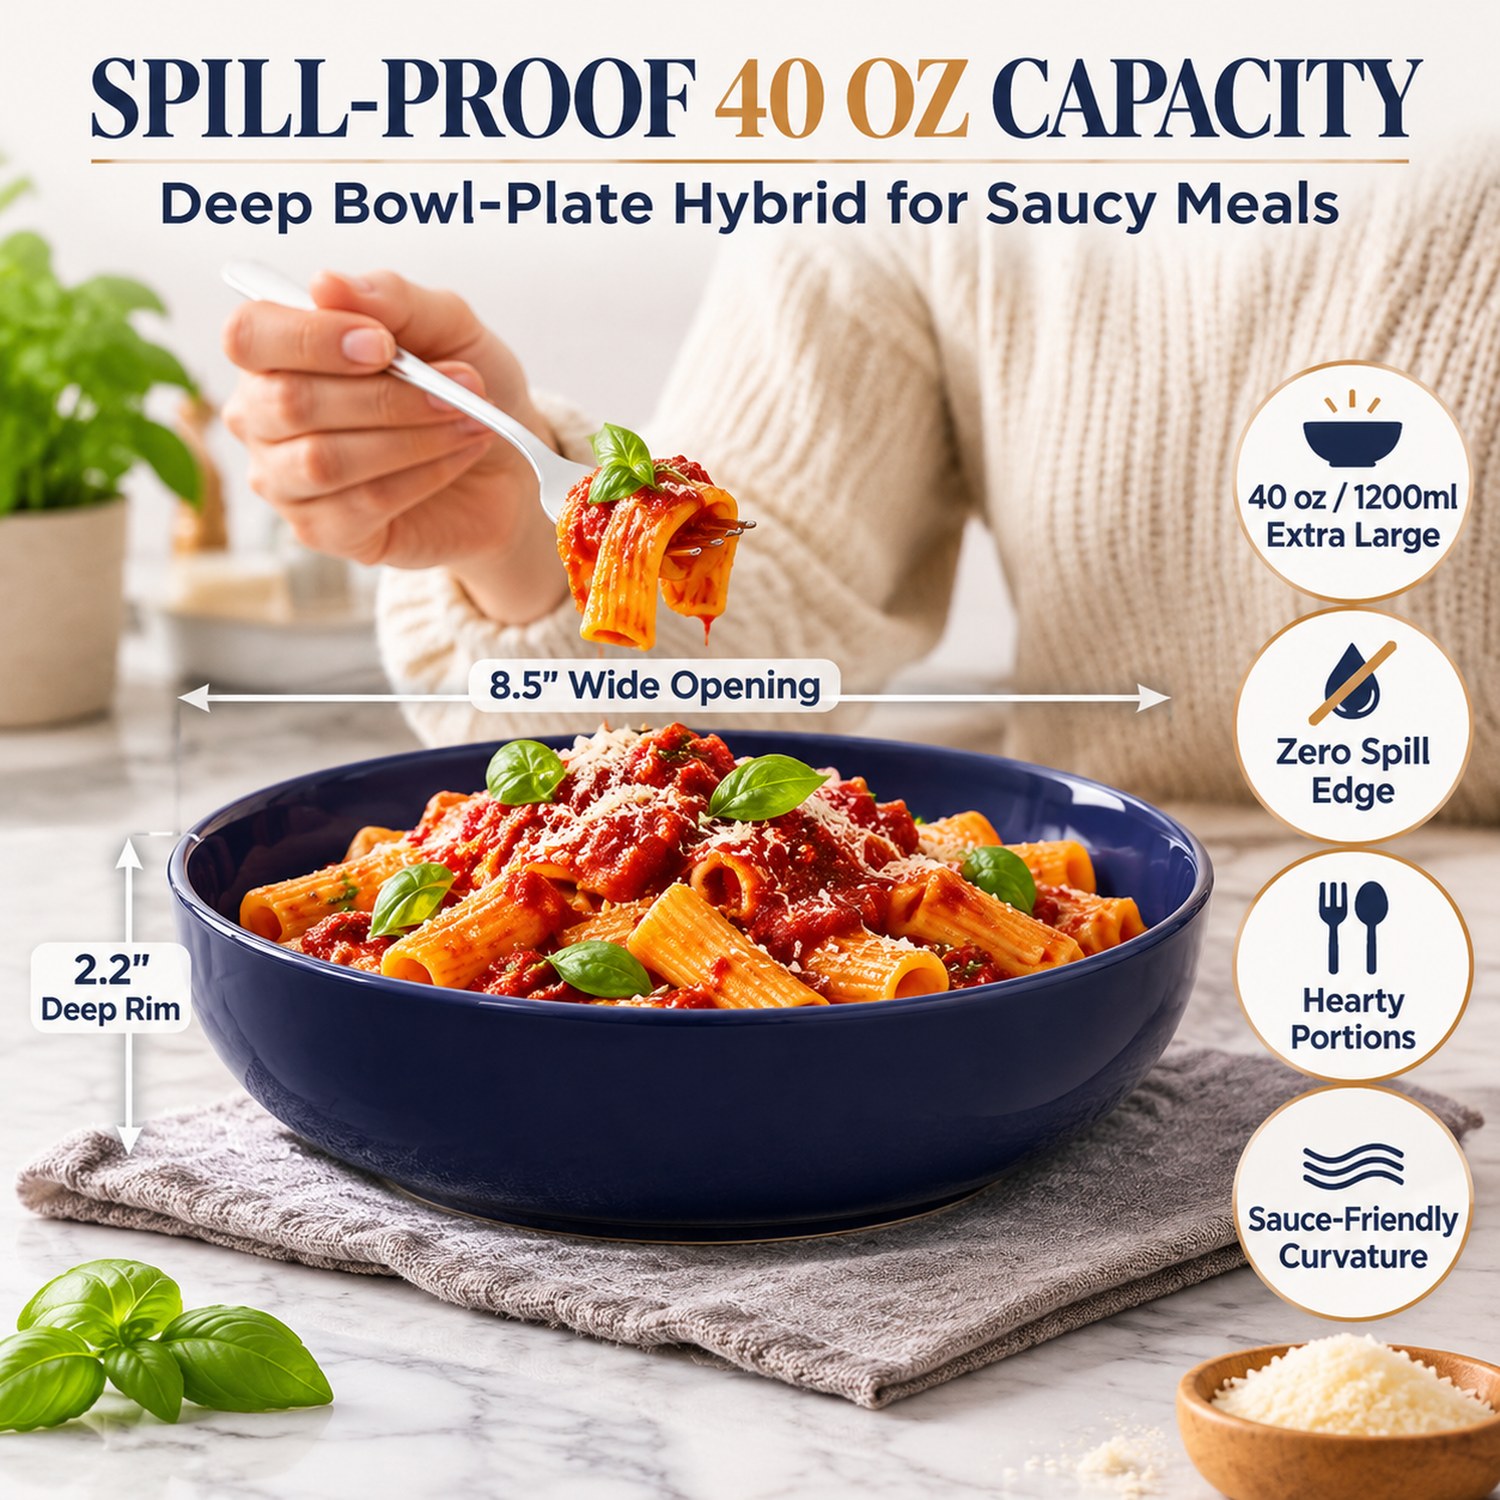 SPILL-PROOF 40 OZ CAPACITY
Deep Bowl-Plate Hybrid for Saucy Meals
8.5” Wide Opening
2.2”
Deep Rim
40 oz / 1200ml
Extra Large
Zero Spill
Edge
Hearty
Portions
Sauce-Friendly
Curvature